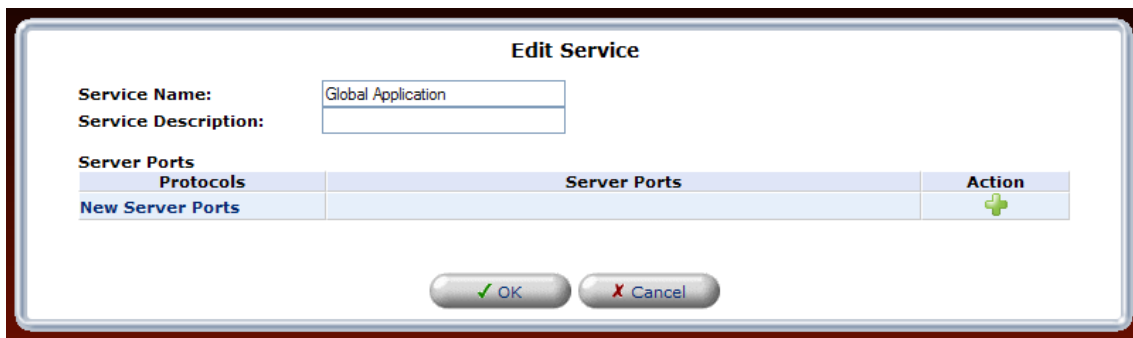 Edit Service
Service Name: Global Application
Service Description:
Server Ports
Protocols Server Ports Action
New Server Ports
OK Cancel